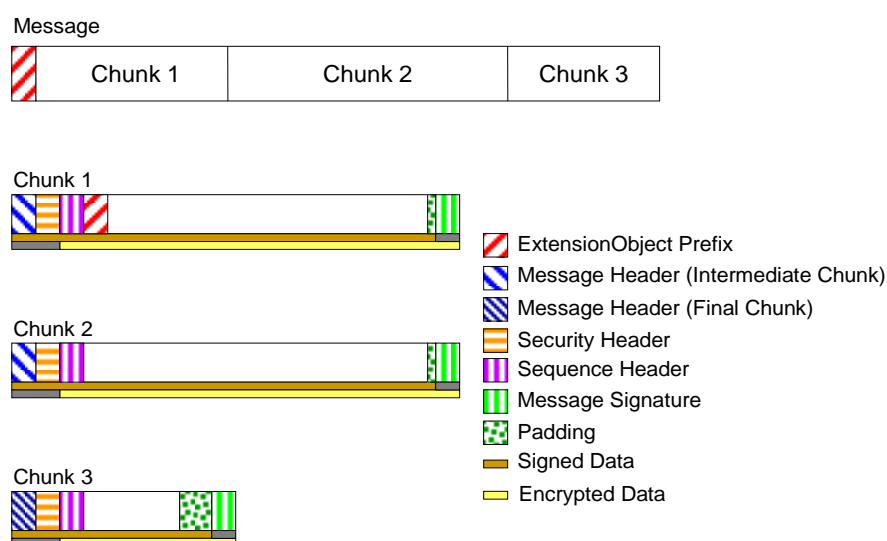 Message
Chunk 1 Chunk 2 Chunk 3
Chunk 1
Chunk 2
Chunk 3
ExtensionObject Prefix
Message Header (Intermediate Chunk)
Message Header (Final Chunk)
Security Header
Sequence Header
Message Signature
Padding
Signed Data
Encrypted Data